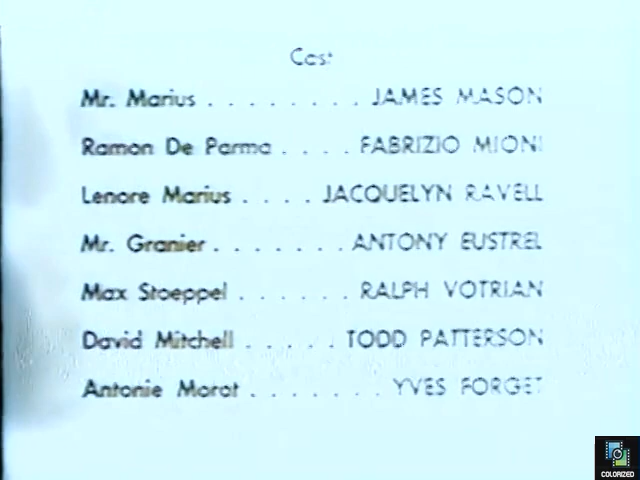 Cast
Mr. Marius . . . . . . . . JAMES MASON
Ramon De Parma . . . . FABRIZIO MIONI
Lenore Marius . . . . JACQUELYN RAVELL
Mr. Granier . . . . . . . ANTONY EUSTREL
Max Stoeppel . . . . . . RALPH VOTRIAN
David Mitchell . . . . . TODD PATTERSON
Antonie Morat . . . . . . . YVES FORGET
COLORIZED